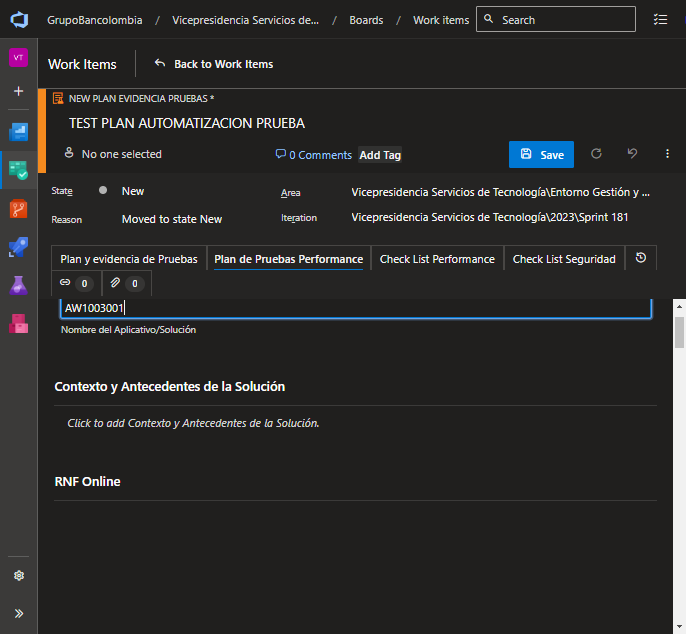 GrupoBancolombia / Vicepresidencia Servicios de... / Boards / Work items Search
VT
Work Items Back to Work Items
NEW PLAN EVIDENCIA PRUEBAS *
TEST PLAN AUTOMATIZACION PRUEBA
No one selected 0 Comments Add Tag Save
State New Area Vicepresidencia Servicios de Tecnología\Entorno Gestión y ...
Reason Moved to state New Iteration Vicepresidencia Servicios de Tecnología\2023\Sprint 181
Plan y evidencia de Pruebas Plan de Pruebas Performance Check List Performance Check List Seguridad
0 0
AW1003001
Nombre del Aplicativo/Solución
Contexto y Antecedentes de la Solución
Click to add Contexto y Antecedentes de la Solución.
RNF Online